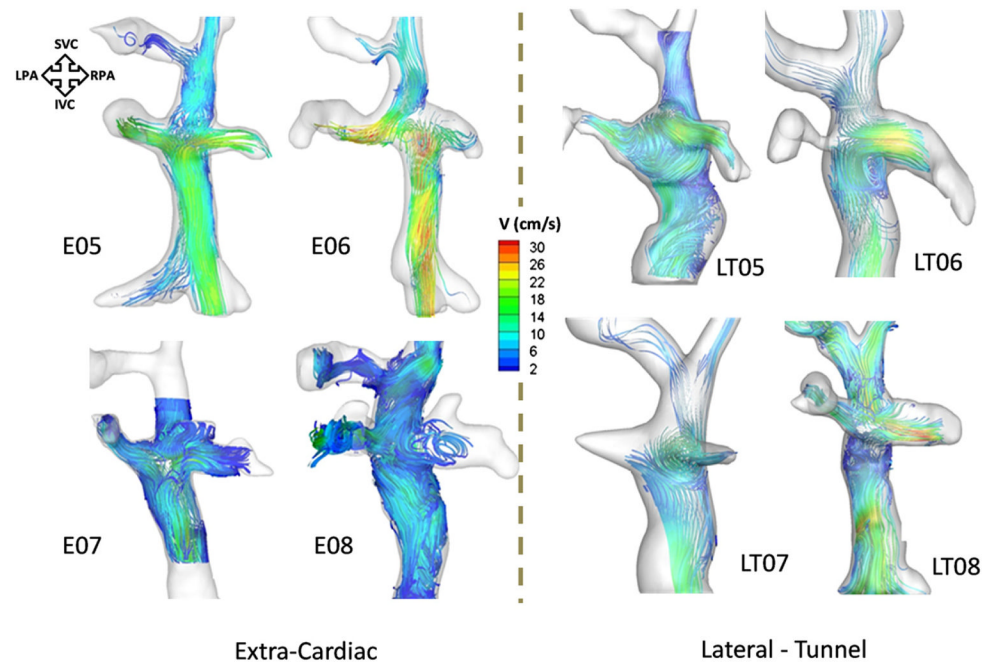 SVC
LPA RPA
IVC
E05
E06
LT05
LT06
V (cm/s)
30
26
22
18
14
10
6
2
E07
E08
LT07
LT08
Extra-Cardiac
Lateral - Tunnel